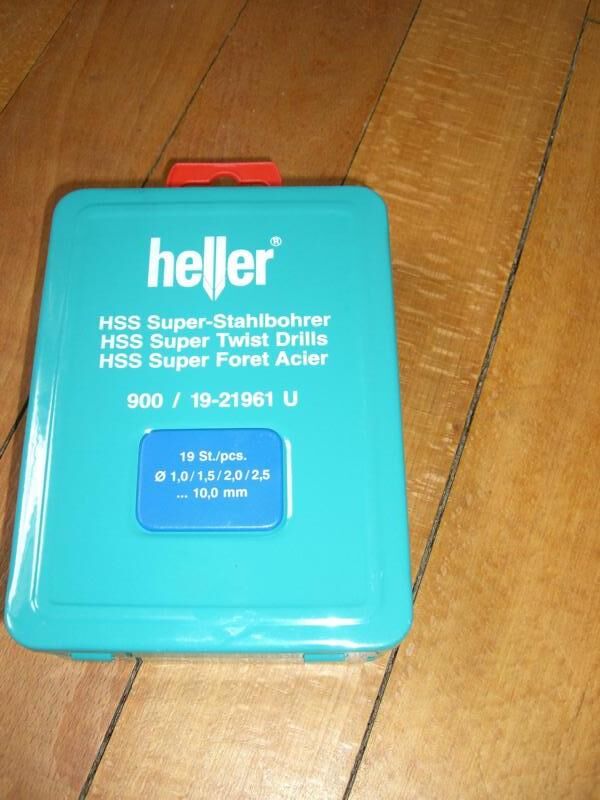 heller®
HSS Super-Stahlbohrer
HSS Super Twist Drills
HSS Super Foret Acier
900 / 19-21961 U
19 St./pcs.
Ø 1,0/1,5/2,0/2,5
... 10,0 mm